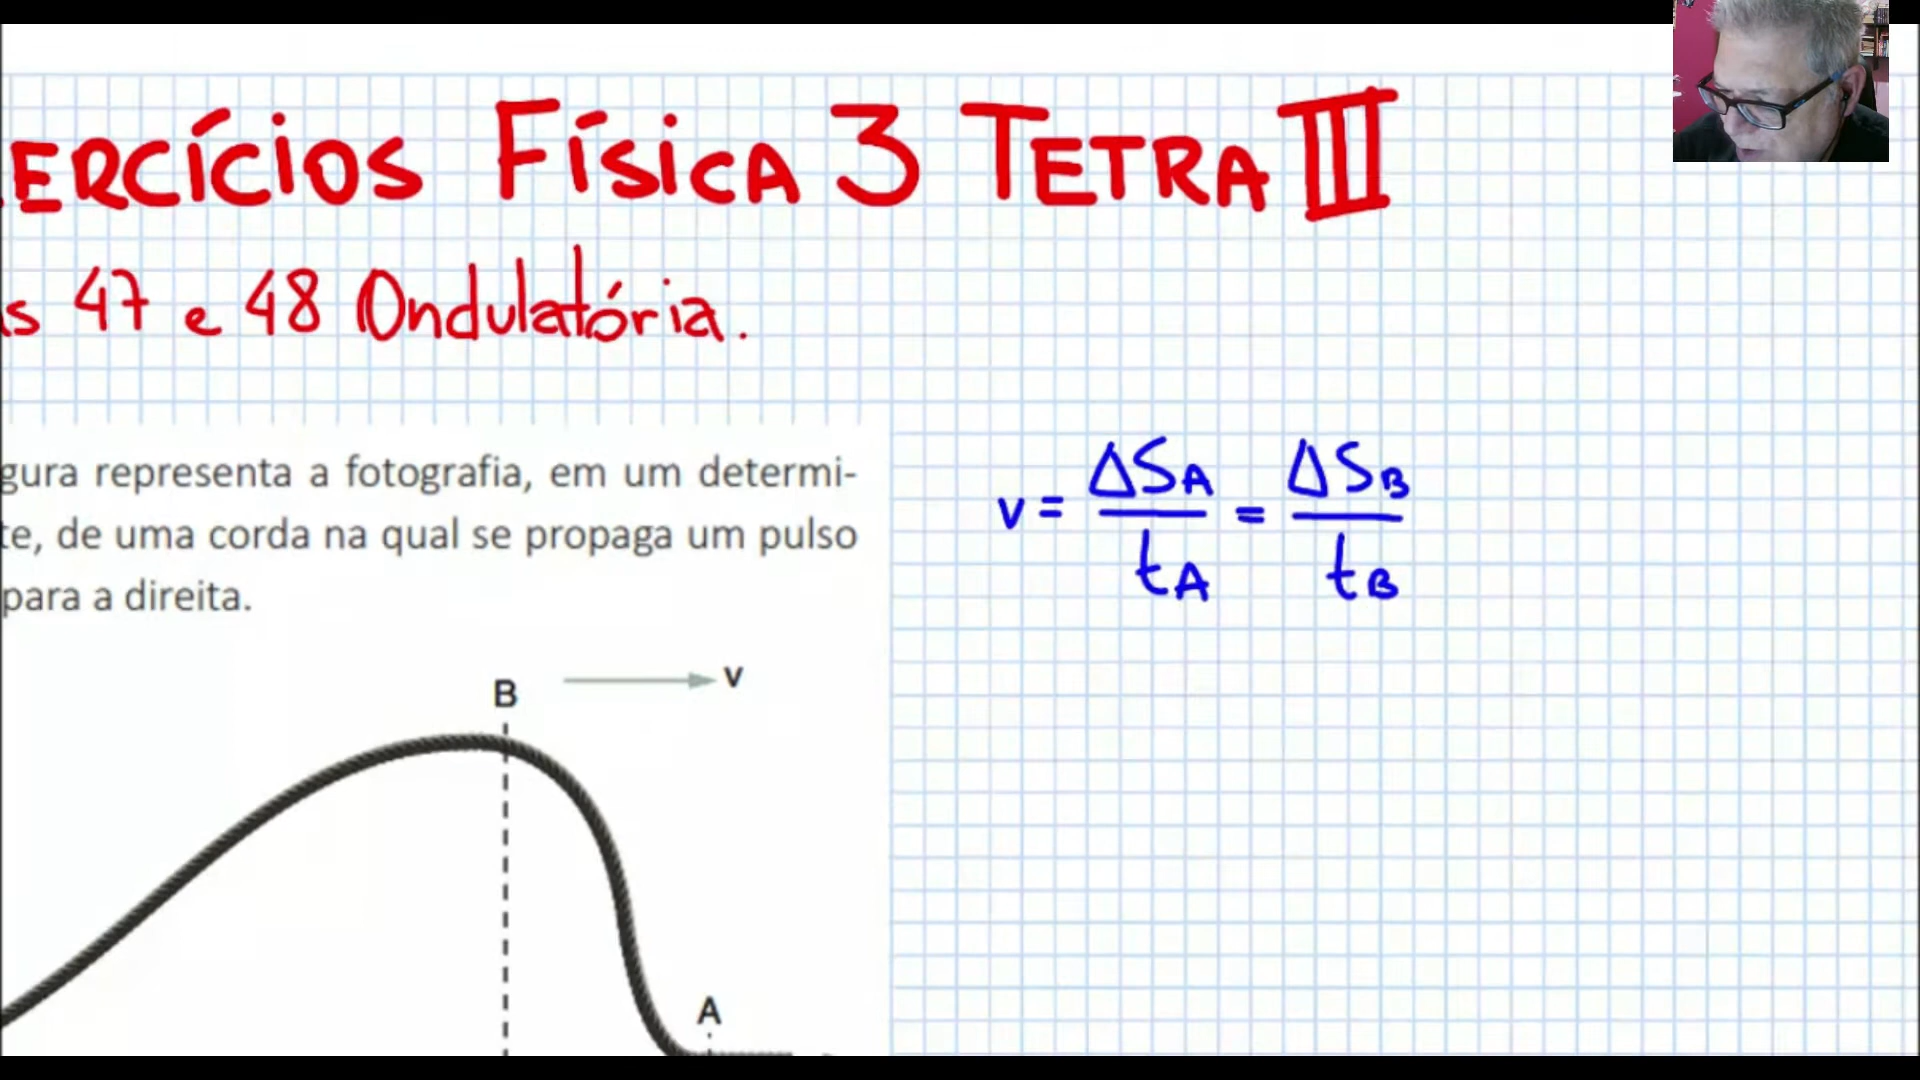 ERCÍCIOS FÍSICA 3 TETRA III
s 47 e 48 Ondulatória.
gura representa a fotografia, em um determi-
te, de uma corda na qual se propaga um pulso
para a direita.
v = ΔSA / tA = ΔSB / tB
B
v
A